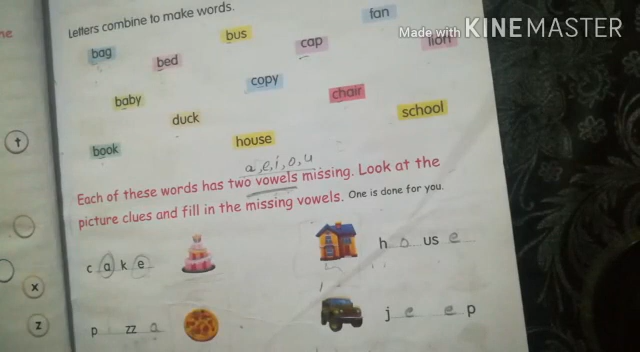 Made with KINEMASTER
ne
Letters combine to make words.
bag
bed
bus
cap
fan
lion
baby
duck
copy
chair
school
book
house
a, e, i, o, u
Each of these words has two vowels missing. Look at the
picture clues and fill in the missing vowels. One is done for you.
c a k e
h o us e
p zz a
j e e p
t
x
z